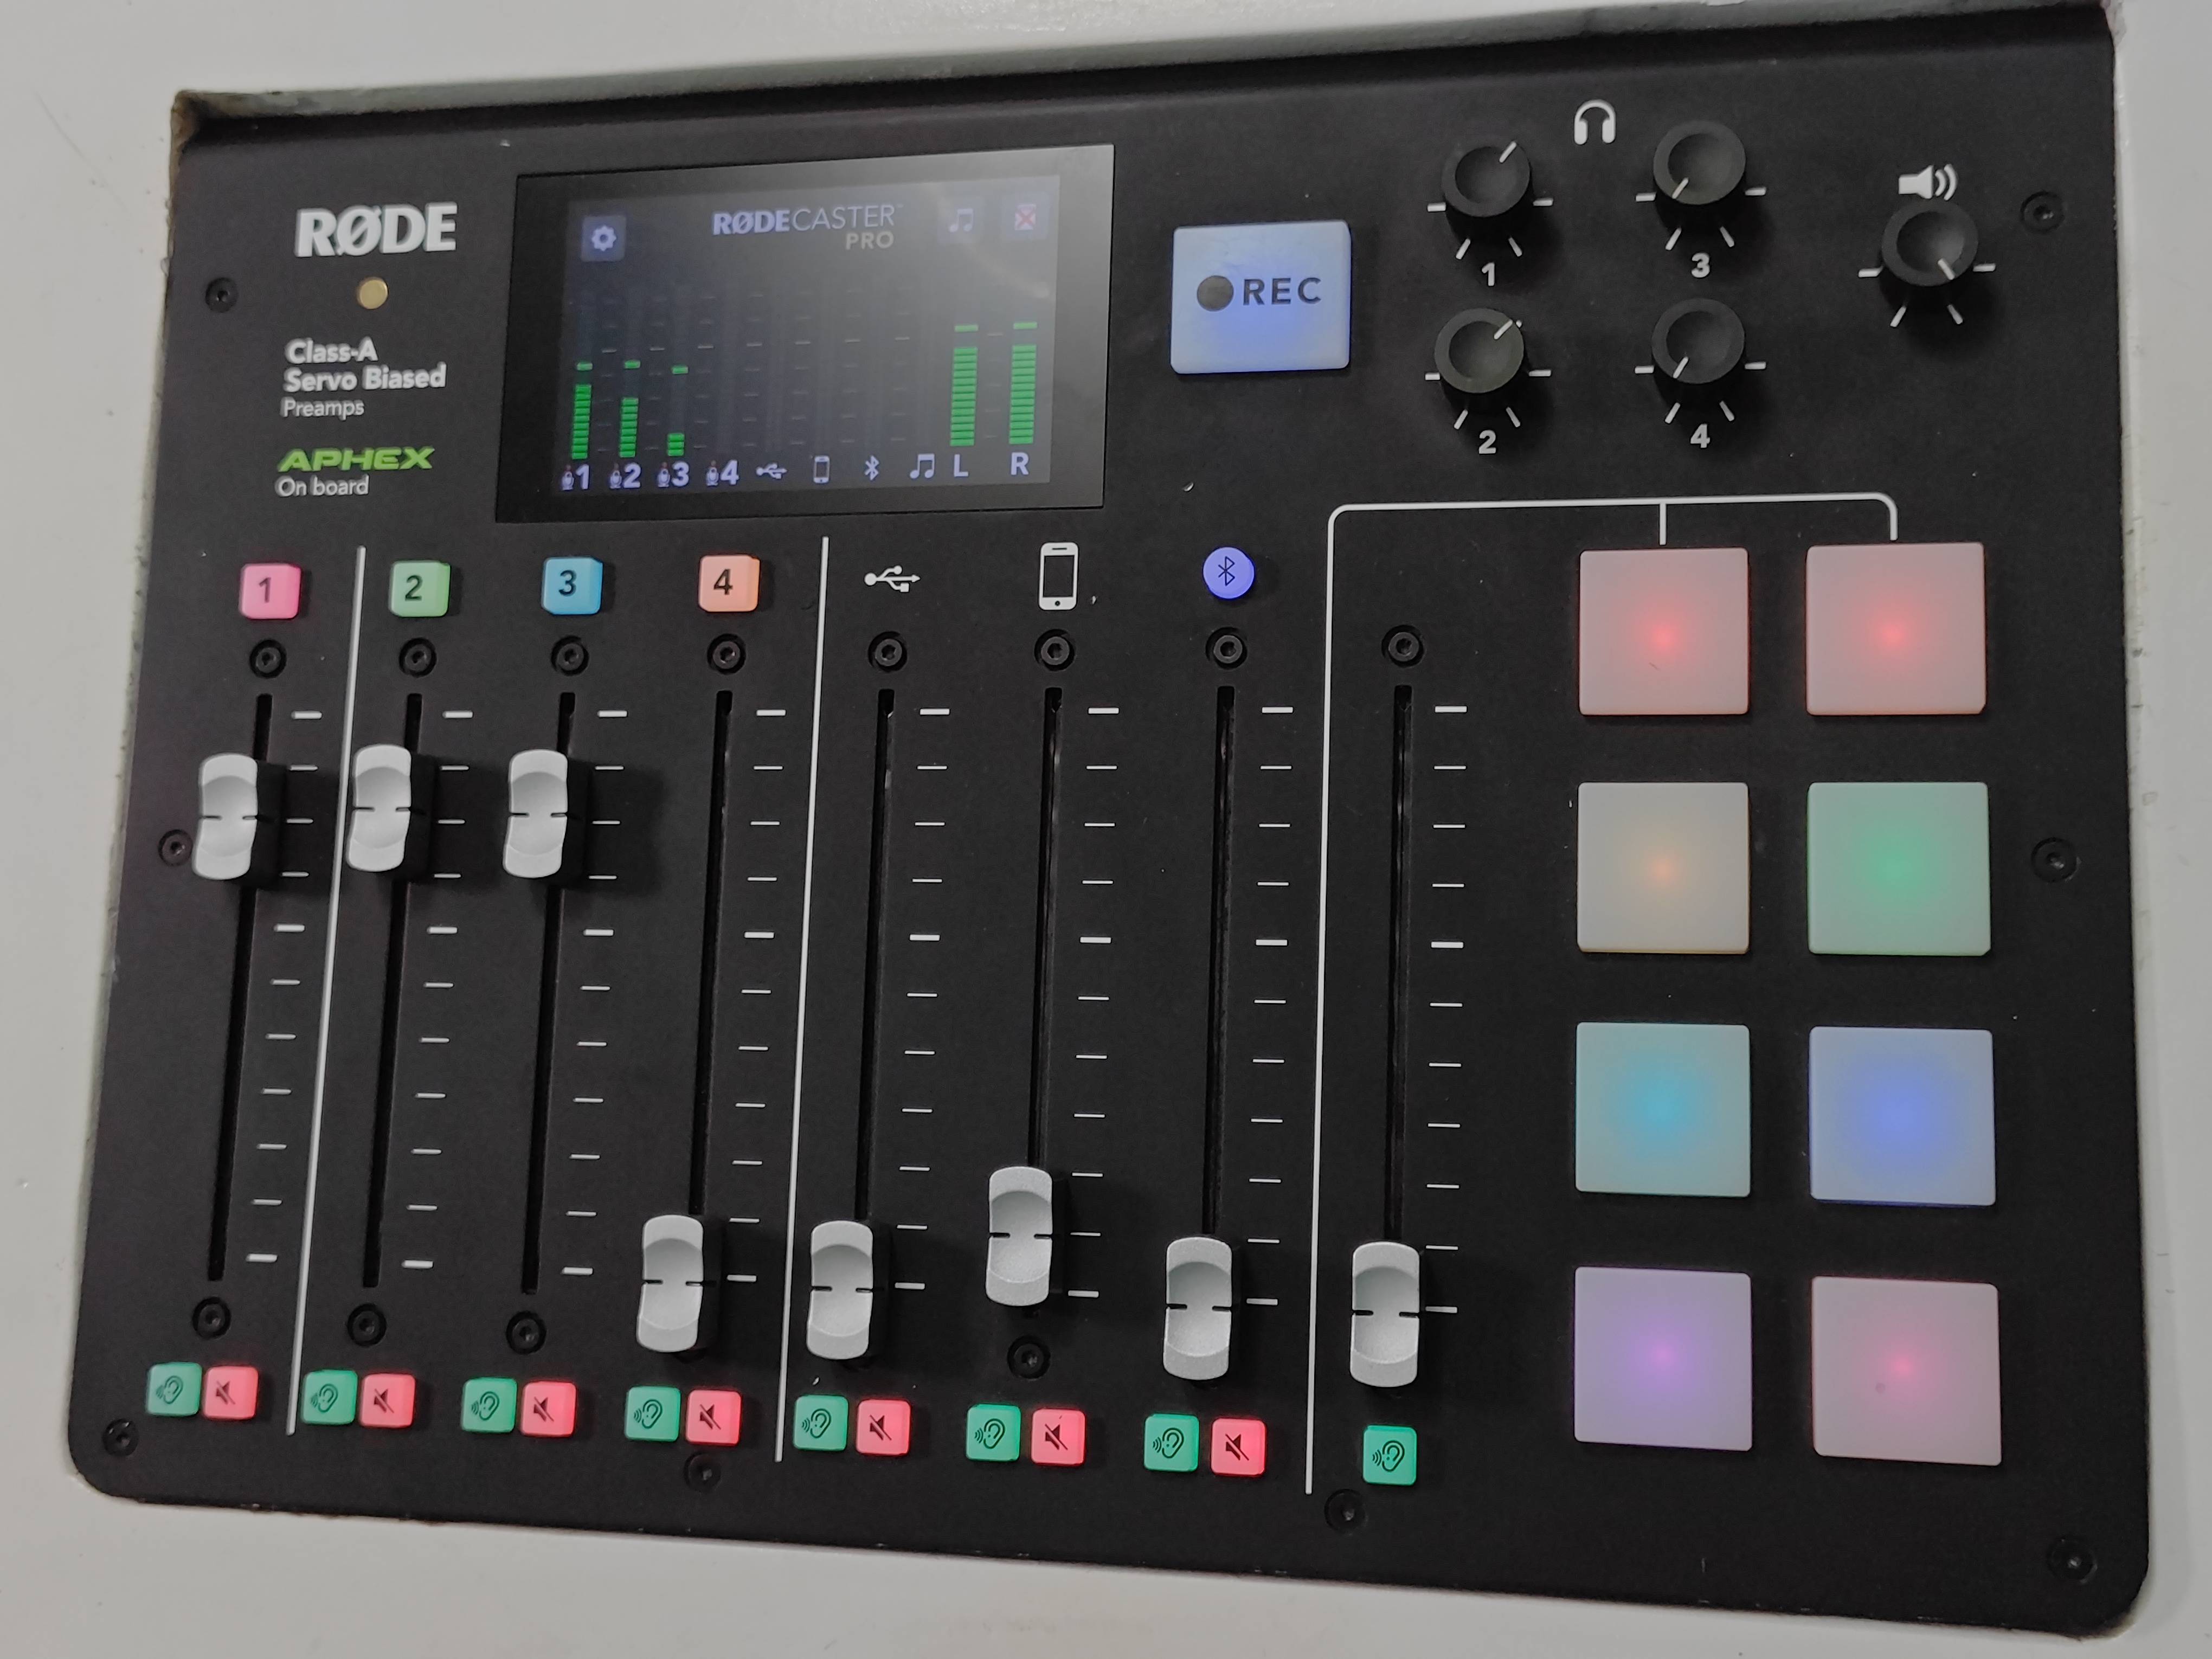 RØDE
Class-A
Servo Biased
Preamps
APHEX
On board
RØDECASTER™
PRO
1 2 3 4 L R
REC
1
3
2
4
1 2 3 4